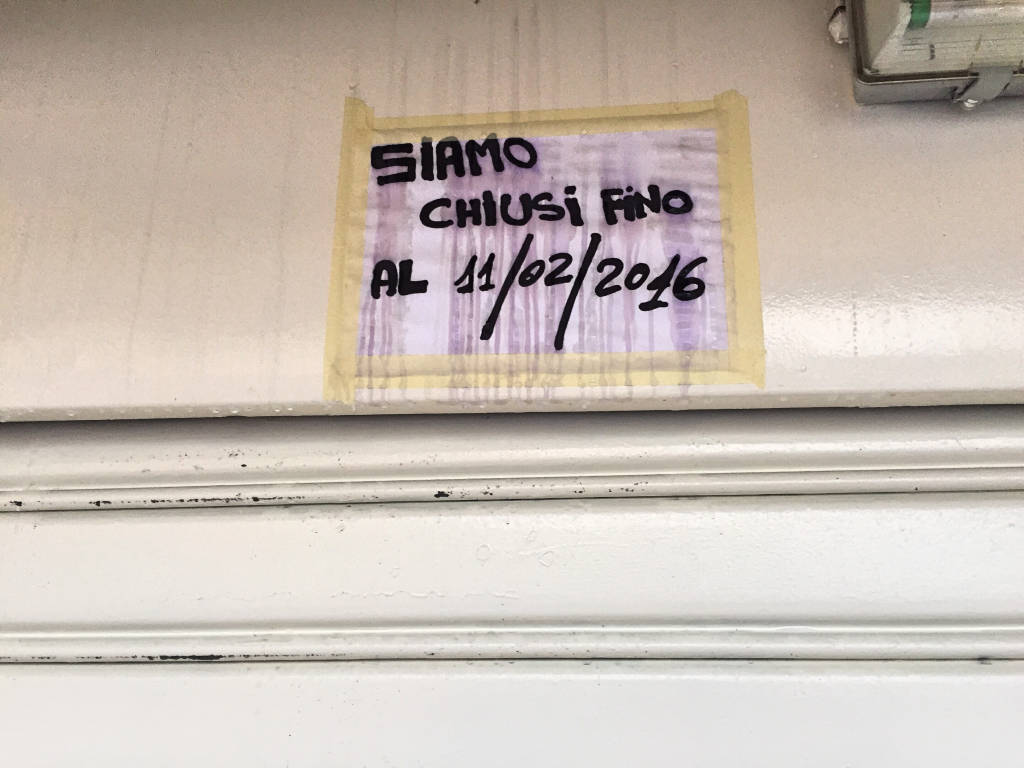 SIAMO
CHIUSI FINO
AL 11/02/2016